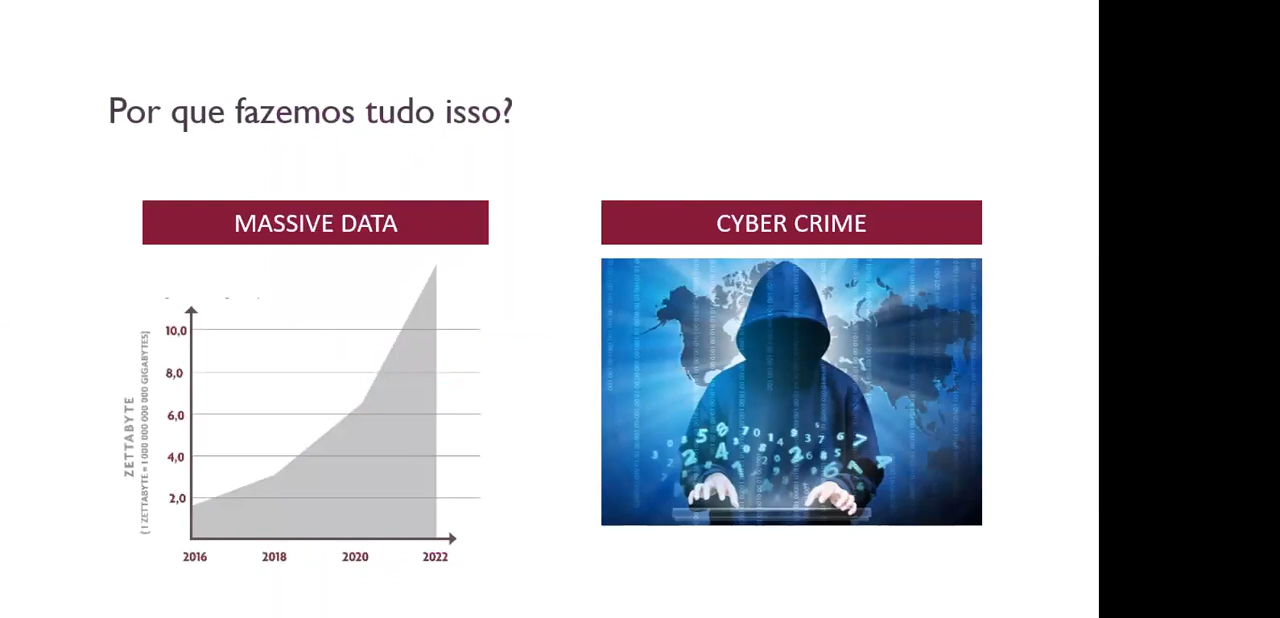 Por que fazemos tudo isso?
MASSIVE DATA
CYBER CRIME
10,0
8,0
6,0
4,0
2,0
ZETTABYTE
( 1 ZETTABYTE = 1 000 000 000 000 GIGABYTES)
2016
2018
2020
2022